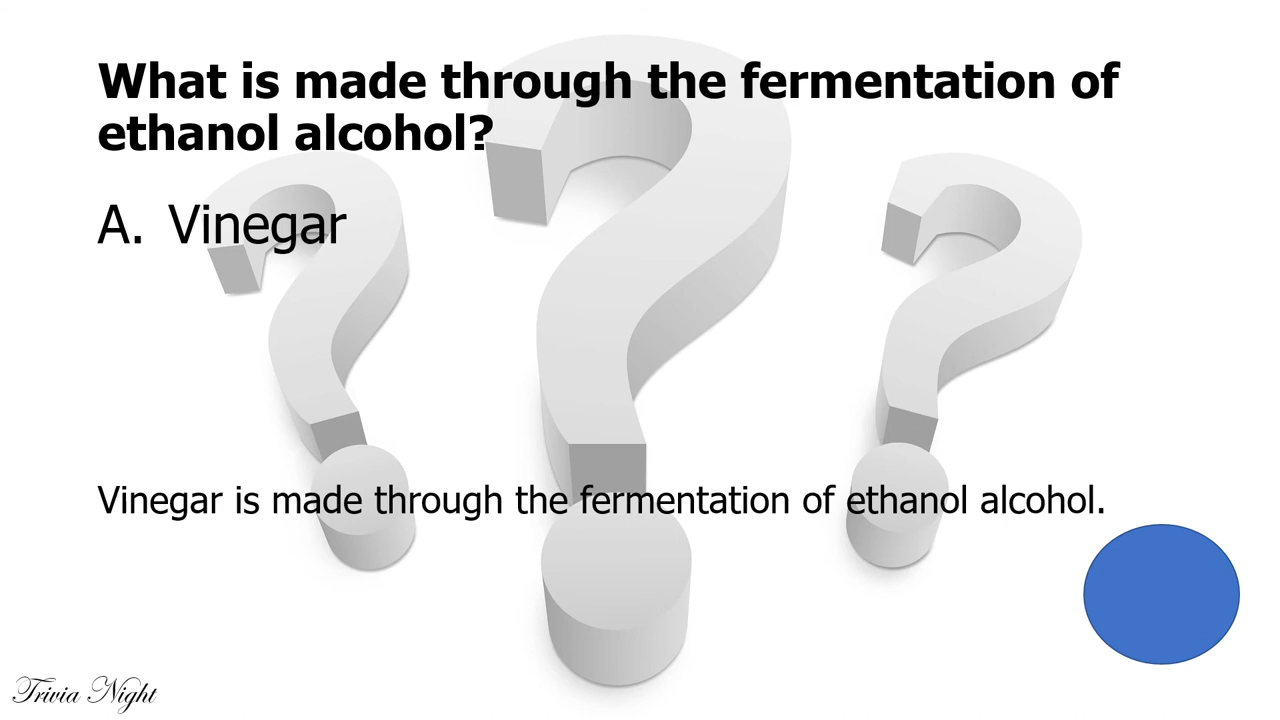 What is made through the fermentation of
ethanol alcohol?
A. Vinegar
Vinegar is made through the fermentation of ethanol alcohol.
Trivia Night